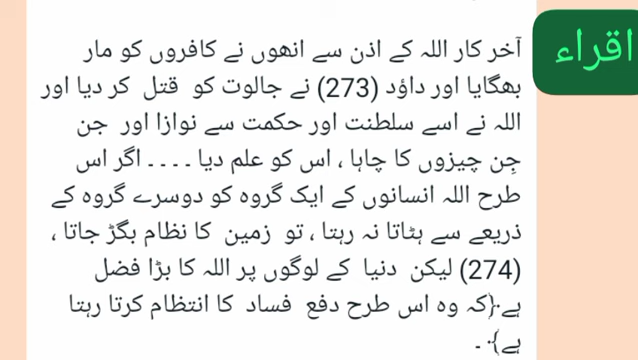 اقراء
آخر کار اللہ کے اذن سے انھوں نے کافروں کو مار
بھگایا اور داؤد (273) نے جالوت کو قتل کر دیا اور
اللہ نے اسے سلطنت اور حکمت سے نوازا اور جن
جِن چیزوں کا چاہا ، اس کو علم دیا ۔۔۔۔ اگر اس
طرح اللہ انسانوں کے ایک گروہ کو دوسرے گروہ کے
ذریعے سے ہٹاتا نہ رہتا ، تو زمین کا نظام بگڑ جاتا ،
(274) لیکن دنیا کے لوگوں پر اللہ کا بڑا فضل
ہے ﴿کہ وہ اس طرح دفع فساد کا انتظام کرتا رہتا
ہے﴾ ۔